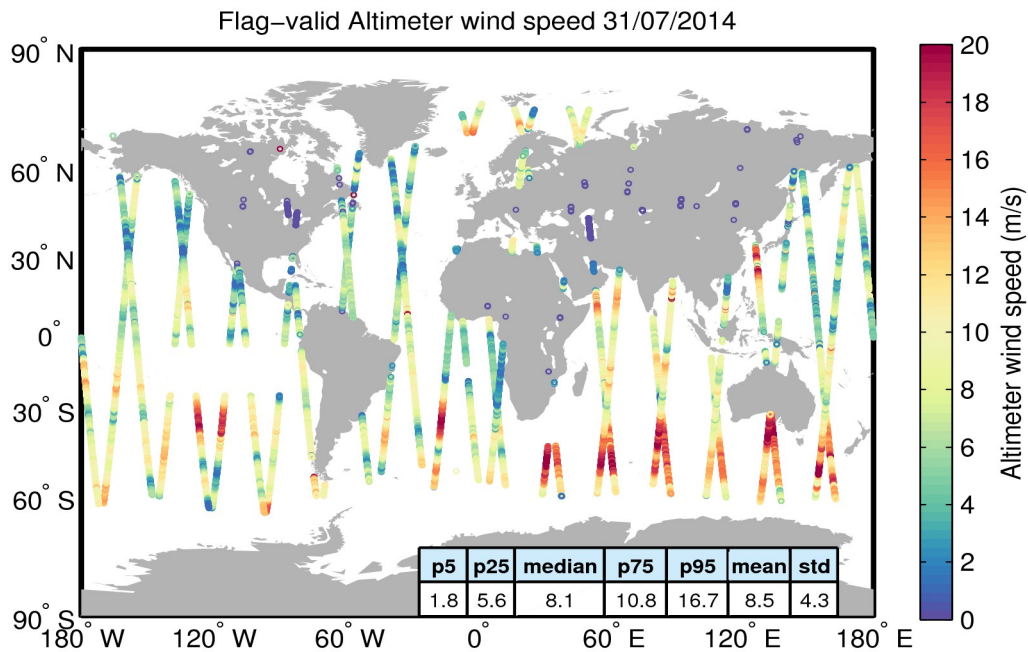 Flag−valid Altimeter wind speed 31/07/2014
90° N
60° N
30° N
0°
30° S
60° S
90° S
180° W
120° W
60° W
0°
60° E
120° E
180° E
p5 p25 median p75 p95 mean std
1.8 5.6 8.1 10.8 16.7 8.5 4.3
20
18
16
14
12
10
8
6
4
2
0
Altimeter wind speed (m/s)